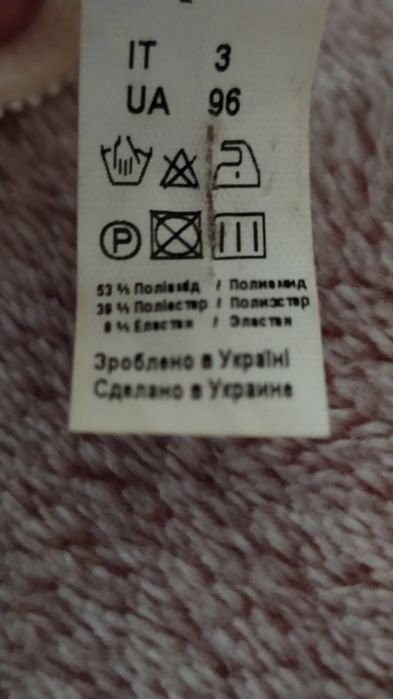 IT 3
UA 96
P
53 % Поліамід / Полиамид
39 % Поліестер / Полиэстер
8 % Еластан / Эластан
Зроблено в Україні
Сделано в Украине